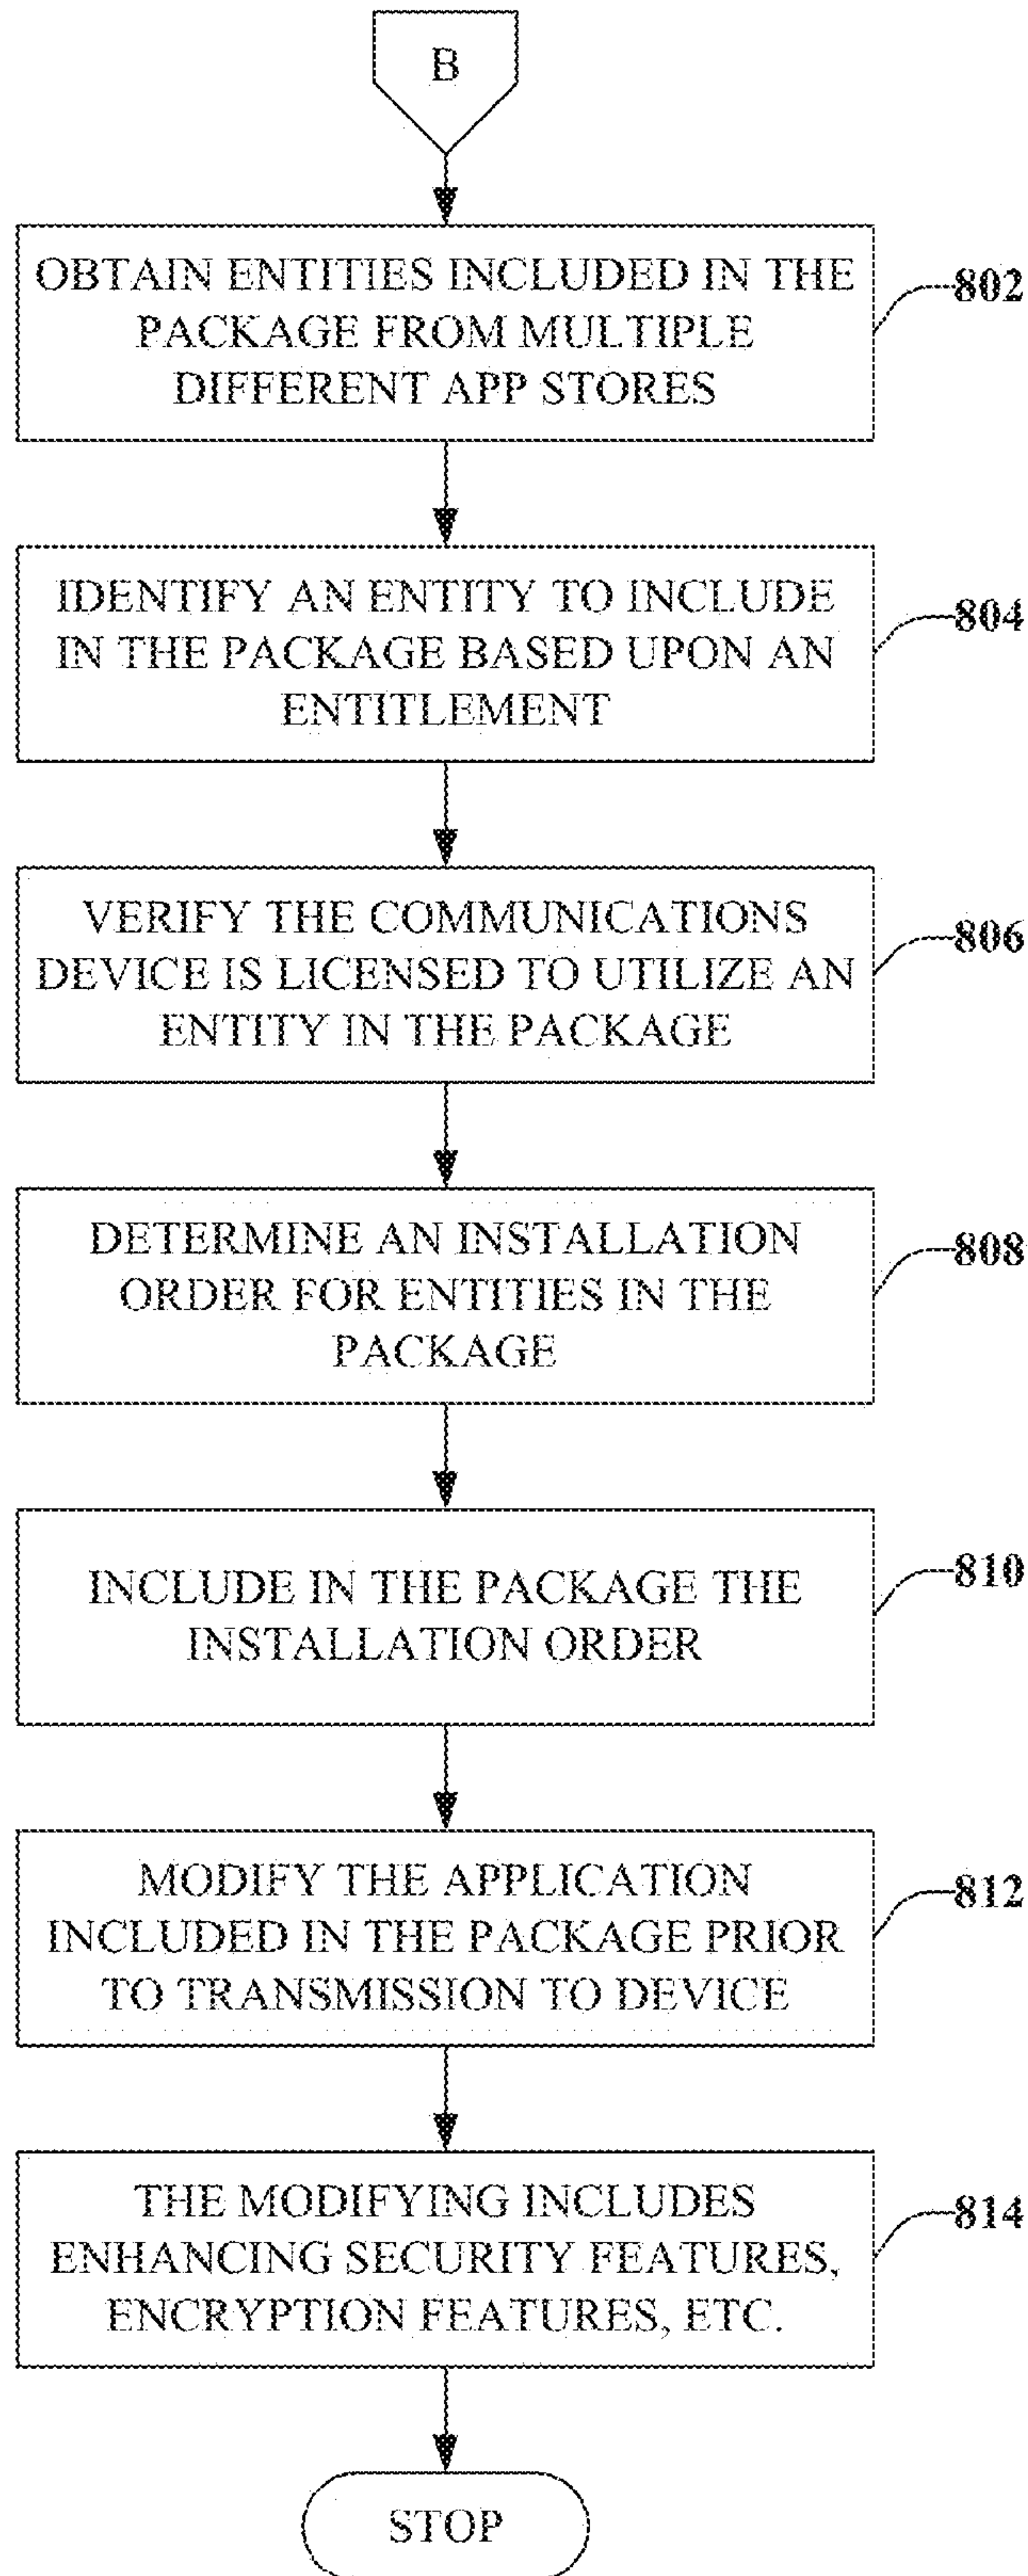 B
OBTAIN ENTITIES INCLUDED IN THE
PACKAGE FROM MULTIPLE
DIFFERENT APP STORES
802
IDENTIFY AN ENTITY TO INCLUDE
IN THE PACKAGE BASED UPON AN
ENTITLEMENT
804
VERIFY THE COMMUNICATIONS
DEVICE IS LICENSED TO UTILIZE AN
ENTITY IN THE PACKAGE
806
DETERMINE AN INSTALLATION
ORDER FOR ENTITIES IN THE
PACKAGE
808
INCLUDE IN THE PACKAGE THE
INSTALLATION ORDER
810
MODIFY THE APPLICATION
INCLUDED IN THE PACKAGE PRIOR
TO TRANSMISSION TO DEVICE
812
THE MODIFYING INCLUDES
ENHANCING SECURITY FEATURES,
ENCRYPTION FEATURES, ETC.
814
STOP